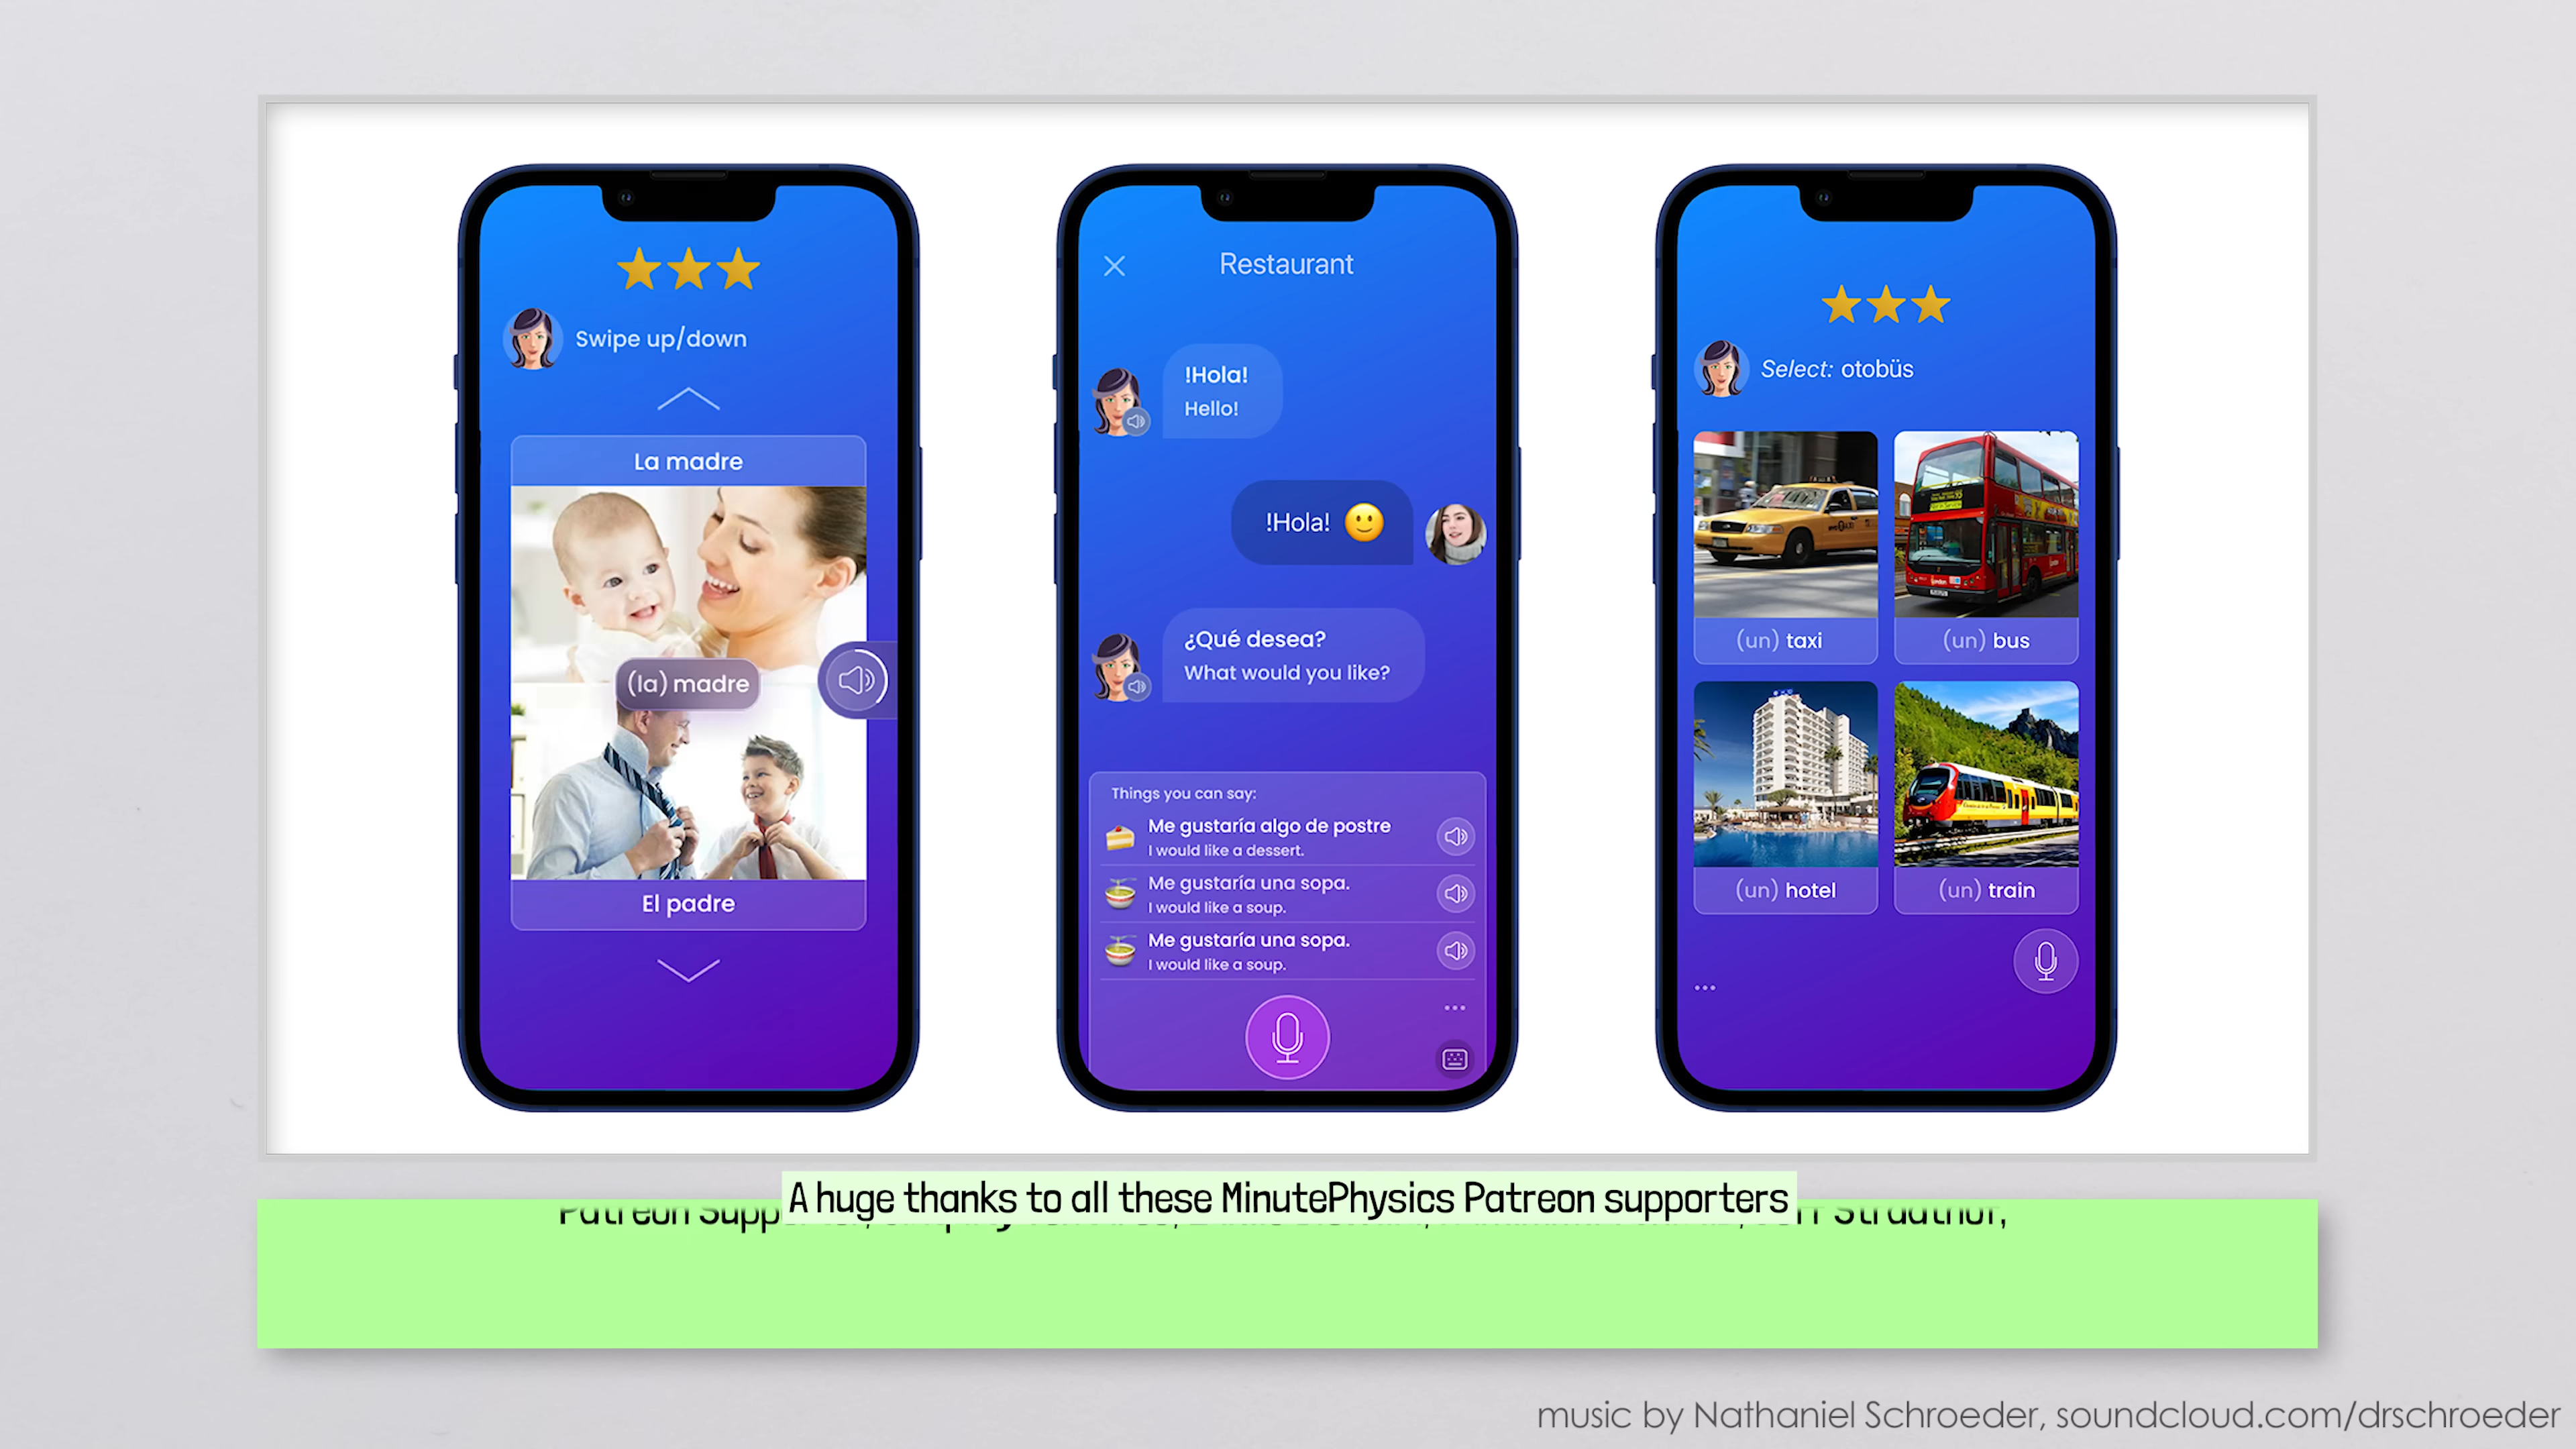 Swipe up/down
La madre
(la) madre
El padre
Restaurant
!Hola!
Hello!
!Hola!
¿Qué desea?
What would you like?
Things you can say:
Me gustaría algo de postre
I would like a dessert.
Me gustaría una sopa.
I would like a soup.
Me gustaría una sopa.
I would like a soup.
Select: otobüs
(un) taxi
(un) bus
(un) hotel
(un) train
A huge thanks to all these MinutePhysics Patreon supporters
Patreon
music by Nathaniel Schroeder, soundcloud.com/drschroeder